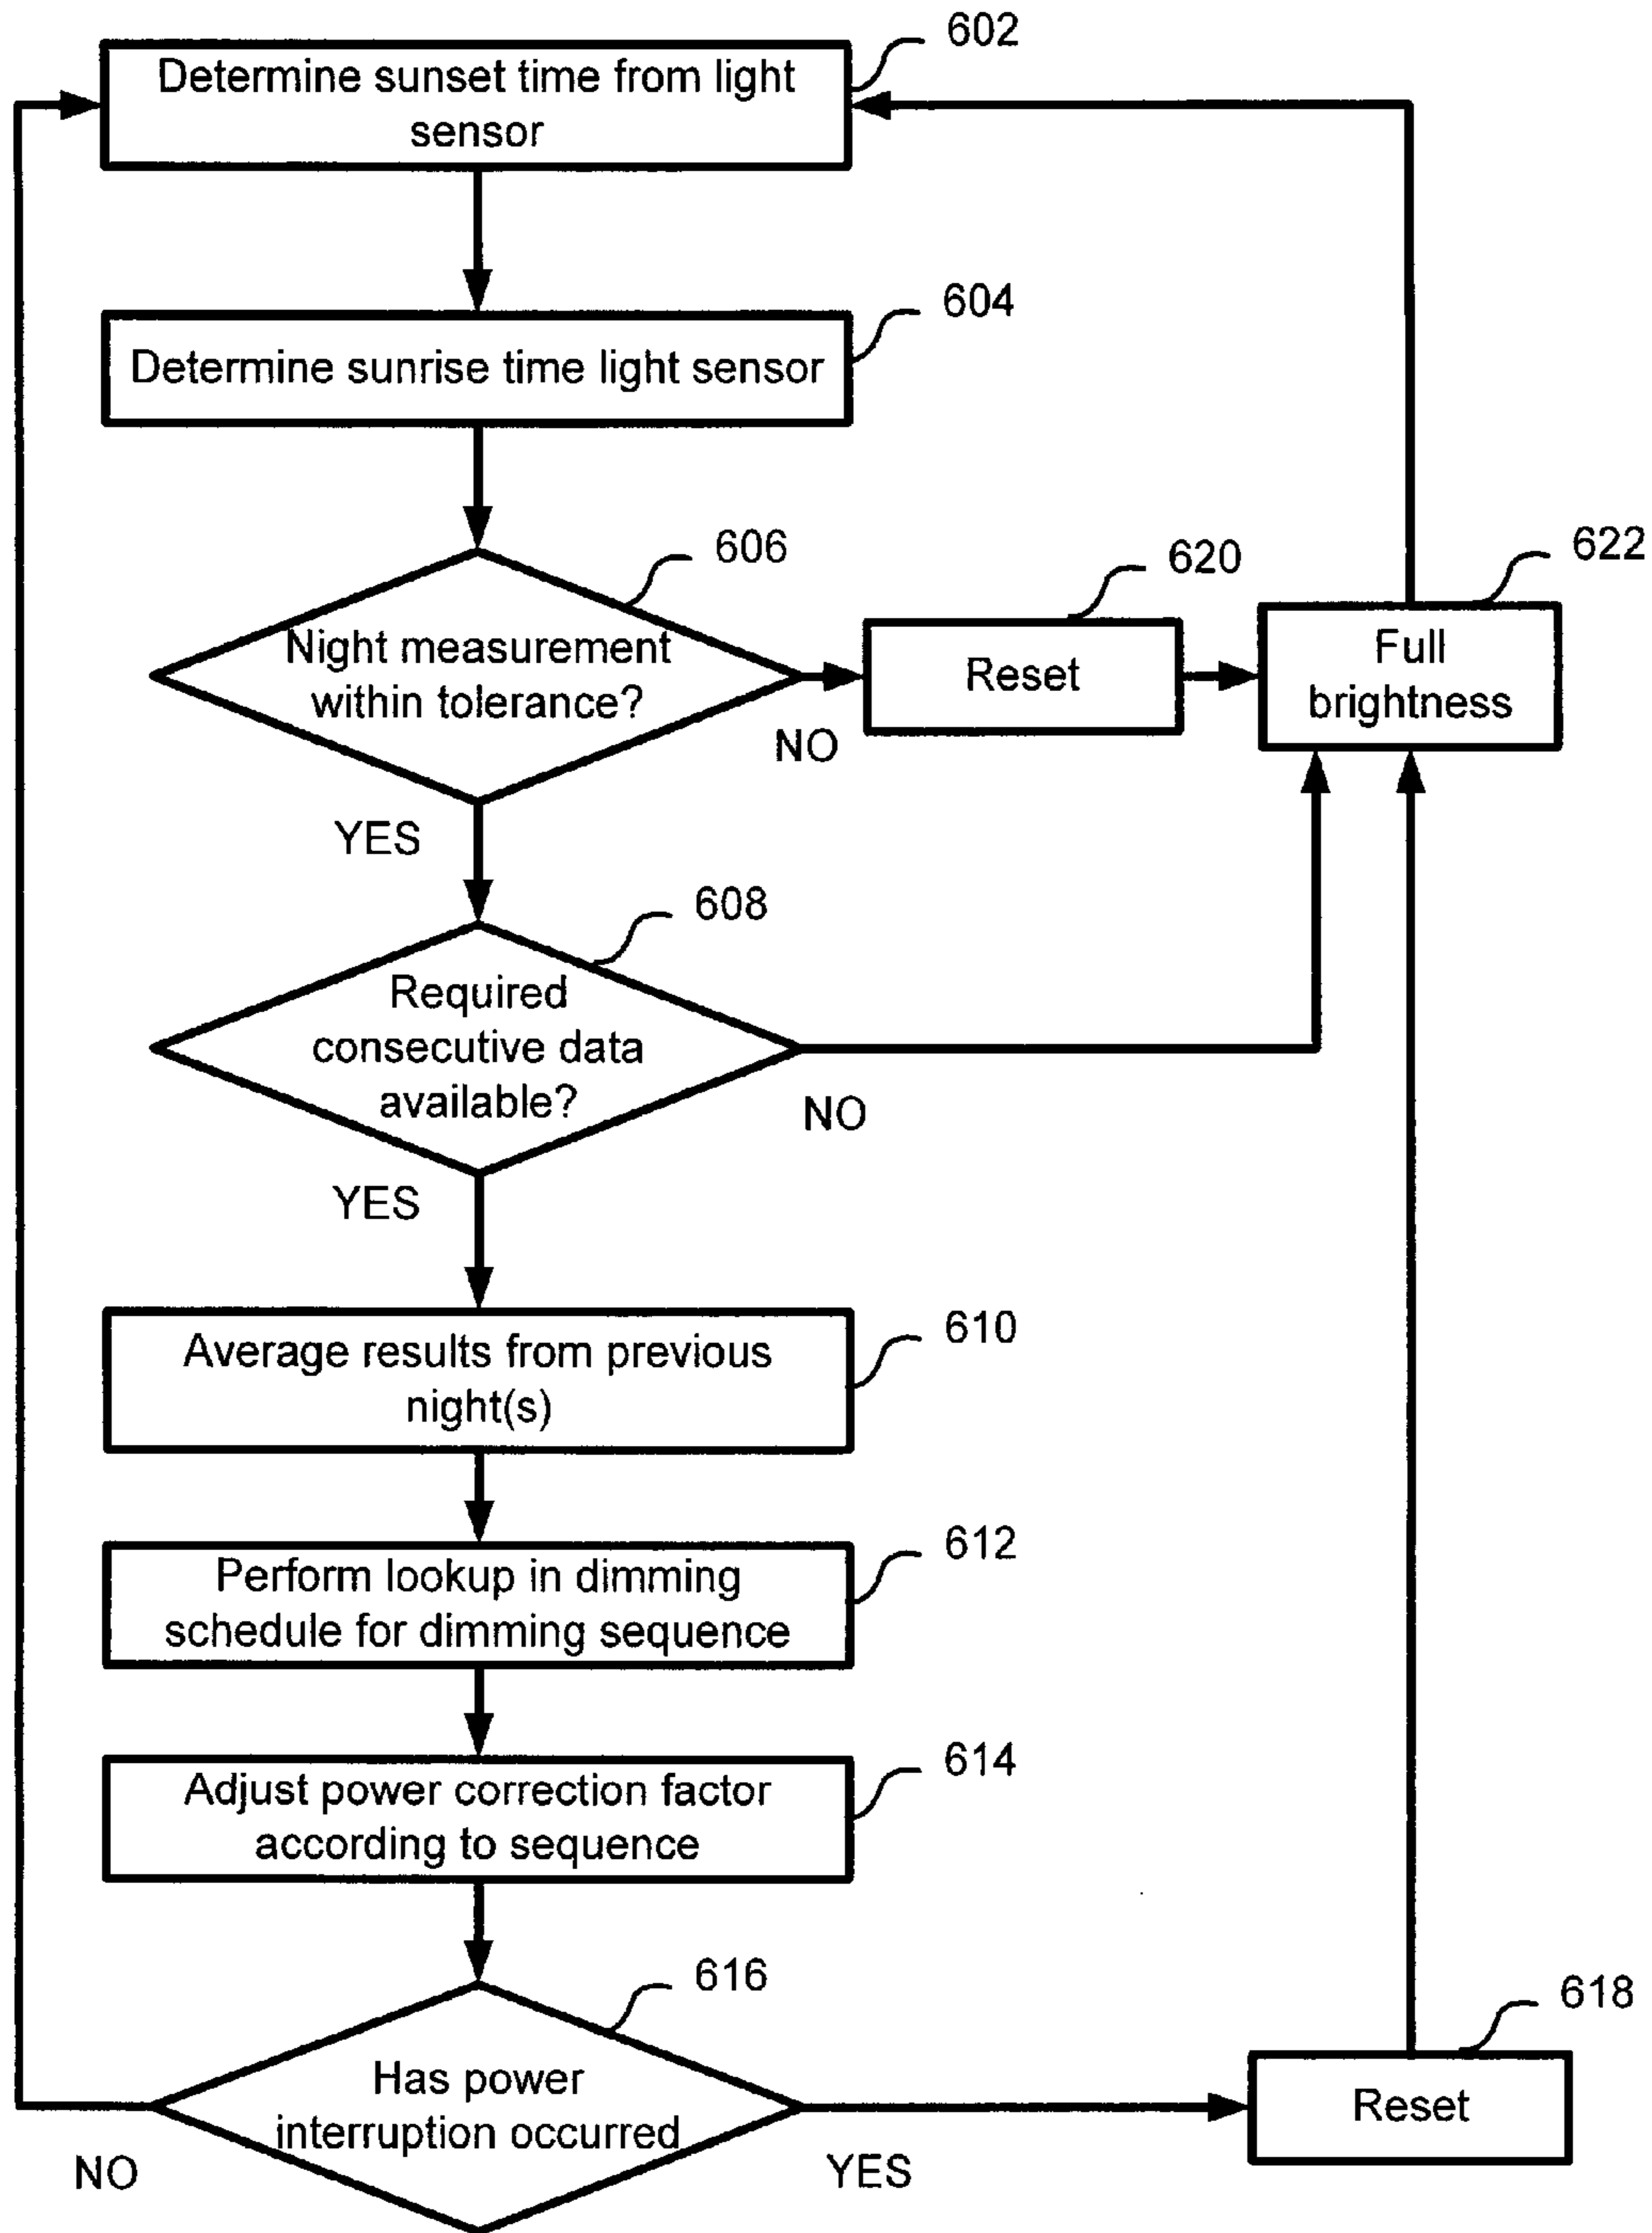 602
Determine sunset time from light
sensor
604
Determine sunrise time light sensor
606
Night measurement
within tolerance?
NO
YES
620
Reset
622
Full
brightness
608
Required
consecutive data
available?
NO
YES
610
Average results from previous
night(s)
612
Perform lookup in dimming
schedule for dimming sequence
614
Adjust power correction factor
according to sequence
616
Has power
interruption occurred
NO
YES
618
Reset